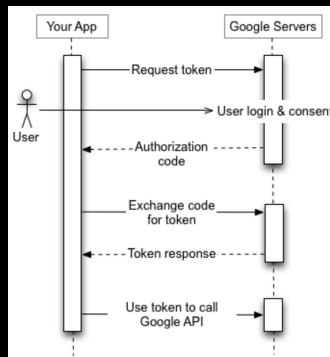 Your App
Google Servers
Request token
User login & consent
User
Authorization
code
Exchange code
for token
Token response
Use token to call
Google API